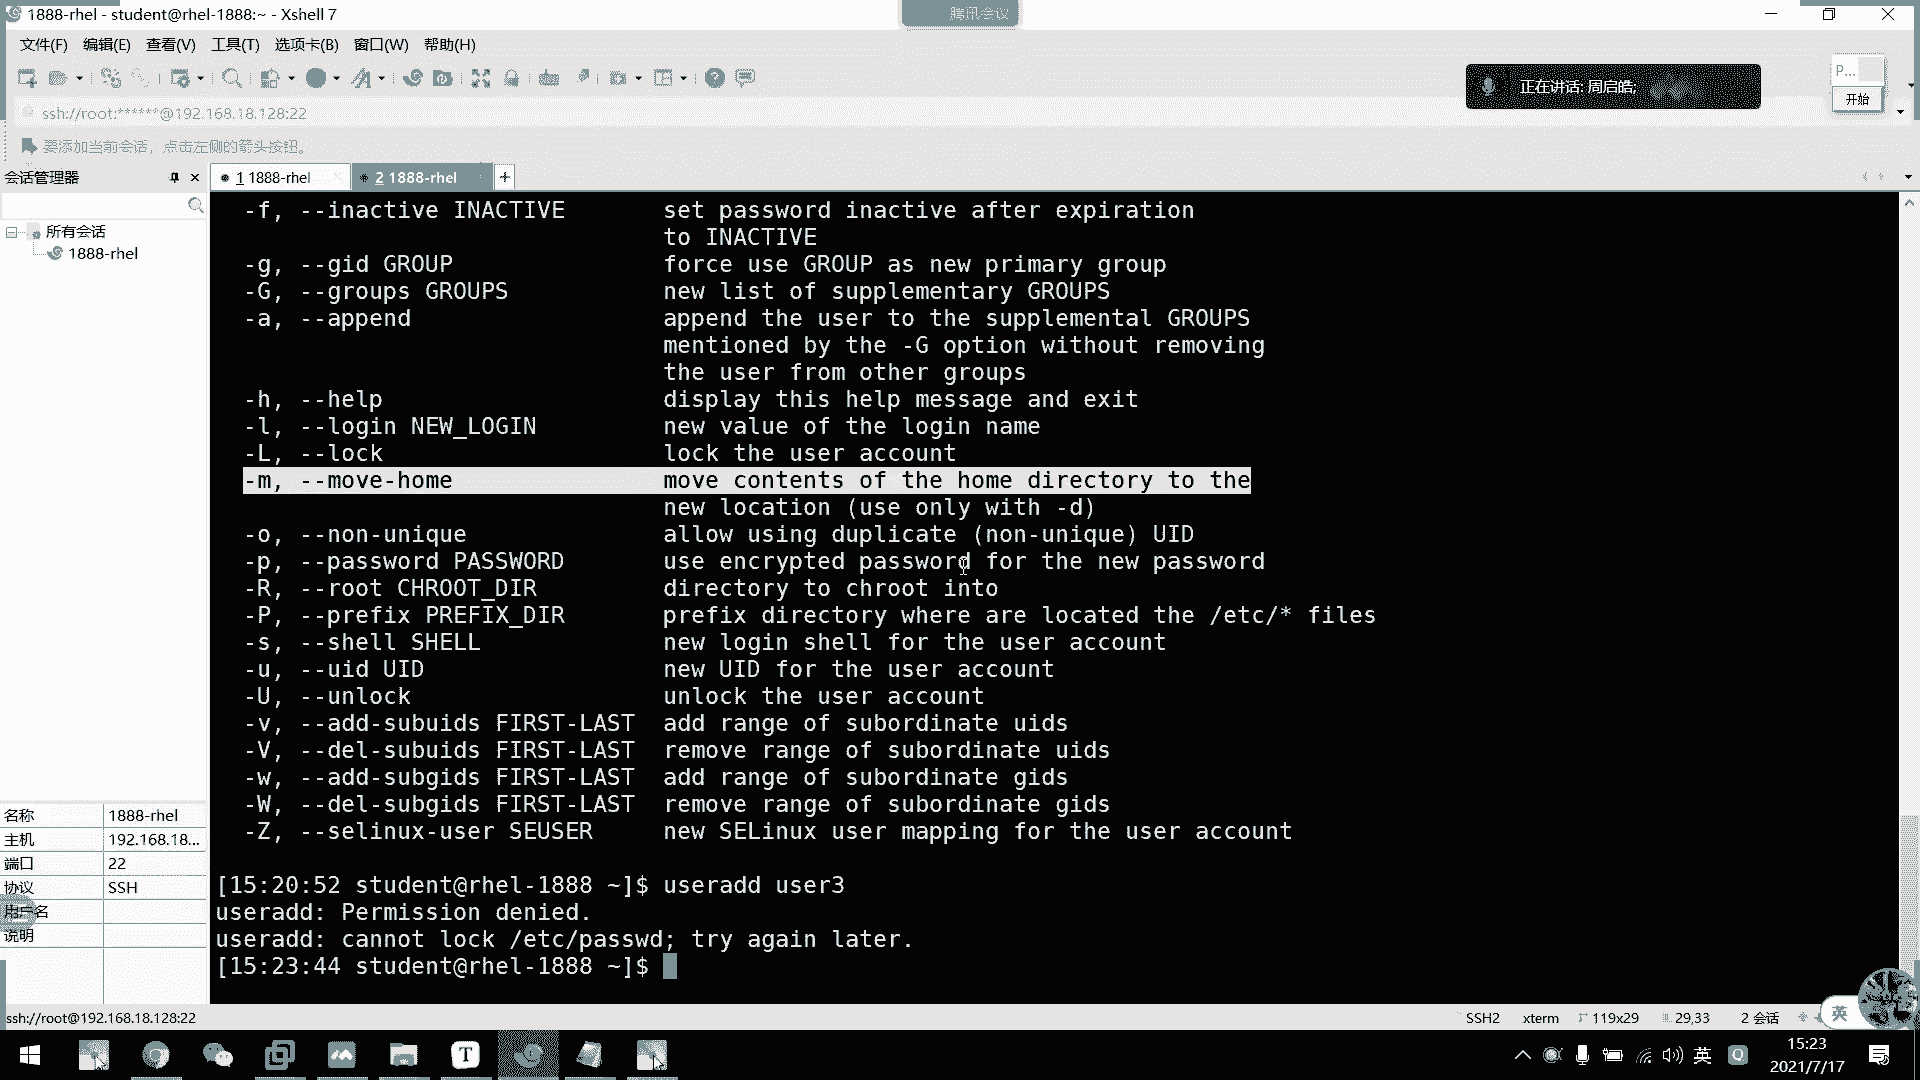 1888-rhel - student@rhel-1888:~ - Xshell 7
腾讯会议
文件(F) 编辑(E) 查看(V) 工具(T) 选项卡(B) 窗口(W) 帮助(H)
P...
正在讲话: 周启皓;
开始
ssh://root:******@192.168.18.128:22
要添加当前会话，点击左侧的箭头按钮。
会话管理器
1 1888-rhel
2 1888-rhel
所有会话
1888-rhel
-f, --inactive INACTIVE set password inactive after expiration
to INACTIVE
-g, --gid GROUP force use GROUP as new primary group
-G, --groups GROUPS new list of supplementary GROUPS
-a, --append append the user to the supplemental GROUPS
mentioned by the -G option without removing
the user from other groups
-h, --help display this help message and exit
-l, --login NEW_LOGIN new value of the login name
-L, --lock lock the user account
-m, --move-home move contents of the home directory to the
new location (use only with -d)
-o, --non-unique allow using duplicate (non-unique) UID
-p, --password PASSWORD use encrypted password for the new password
-R, --root CHROOT_DIR directory to chroot into
-P, --prefix PREFIX_DIR prefix directory where are located the /etc/* files
-s, --shell SHELL new login shell for the user account
-u, --uid UID new UID for the user account
-U, --unlock unlock the user account
-v, --add-subuids FIRST-LAST add range of subordinate uids
-V, --del-subuids FIRST-LAST remove range of subordinate uids
-w, --add-subgids FIRST-LAST add range of subordinate gids
-W, --del-subgids FIRST-LAST remove range of subordinate gids
-Z, --selinux-user SEUSER new SELinux user mapping for the user account
[15:20:52 student@rhel-1888 ~]$ useradd user3
useradd: Permission denied.
useradd: cannot lock /etc/passwd; try again later.
[15:23:44 student@rhel-1888 ~]$
名称 1888-rhel
主机 192.168.18...
端口 22
协议 SSH
用户名
说明
ssh://root@192.168.18.128:22
SSH2 xterm 119x29 29,33 2 会话
英
T
英
15:23
2021/7/17